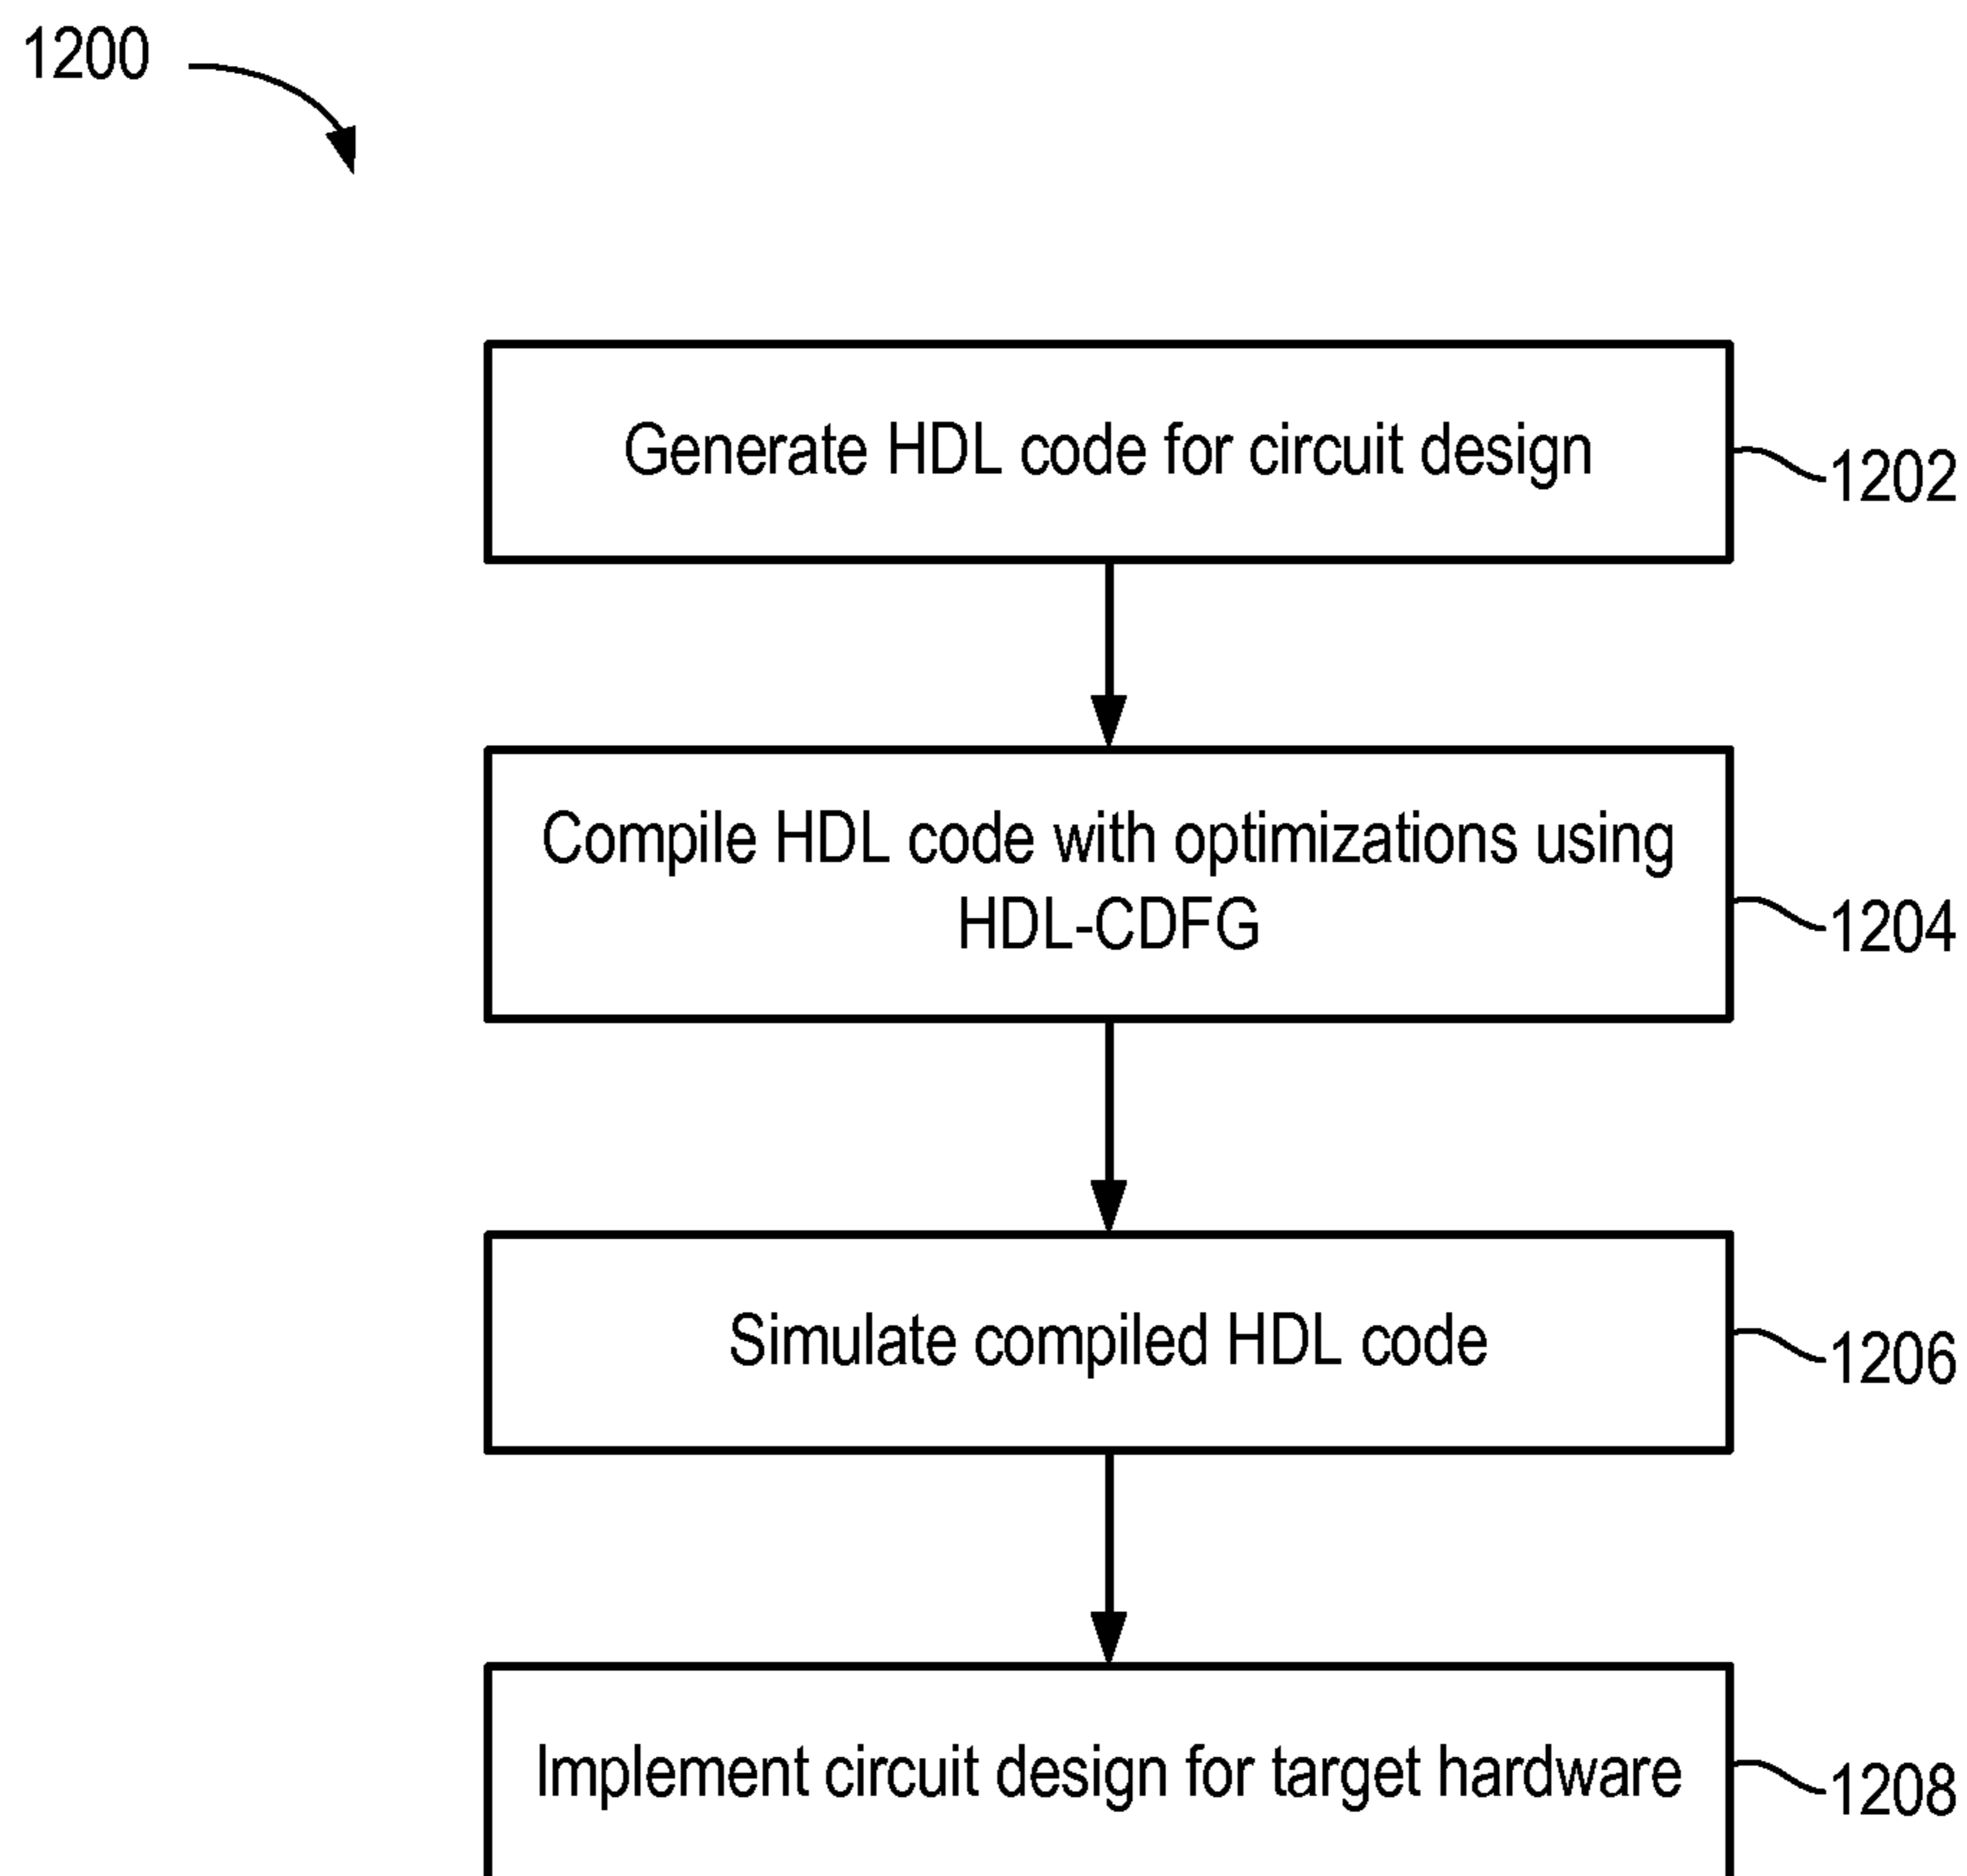 1200
Generate HDL code for circuit design
1202
Compile HDL code with optimizations using
HDL-CDFG
1204
Simulate compiled HDL code
1206
Implement circuit design for target hardware
1208